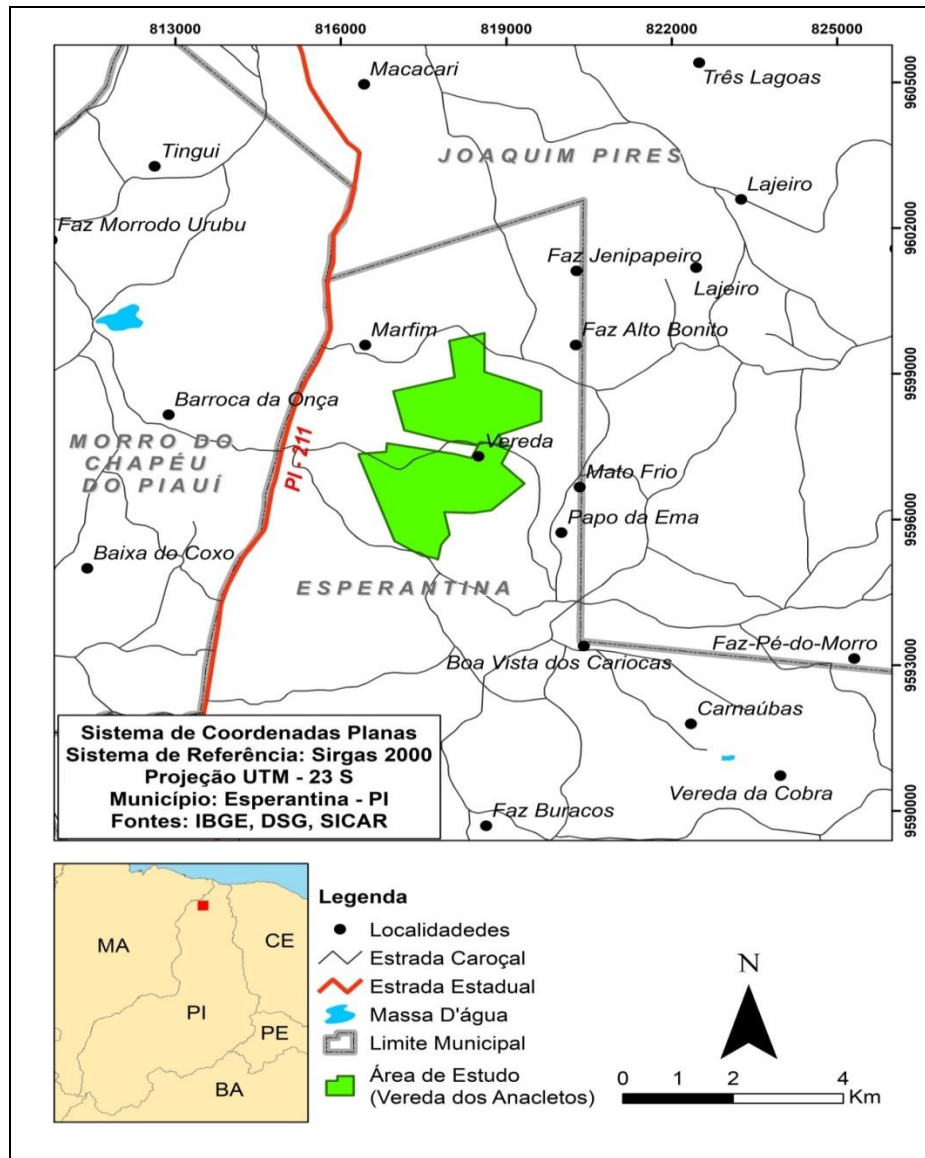 813000
816000
819000
822000
825000
Macacari
Três Lagoas
9605000
Tingui
JOAQUIM PIRES
Lajeiro
Faz Morrodo Urubu
9602000
Faz Jenipapeiro
Lajeiro
Marfim
Faz Alto Bonito
9599000
Barroca da Onça
MORRO DO
CHAPÉU
DO PIAUÍ
PI - 211
Vereda
Mato Frio
Papo da Ema
9596000
Baixa do Coxo
ESPERANTINA
Faz-Pé-do-Morro
Boa Vista dos Cariocas
9593000
Carnaúbas
Vereda da Cobra
Faz Buracos
9590000
Sistema de Coordenadas Planas
Sistema de Referência: Sirgas 2000
Projeção UTM - 23 S
Município: Esperantina - PI
Fontes: IBGE, DSG, SICAR
MA
CE
PI
PE
BA
Legenda
Localidadedes
Estrada Caroçal
Estrada Estadual
Massa D'água
Limite Municipal
Área de Estudo
(Vereda dos Anacletos)
N
0 1 2 4
Km